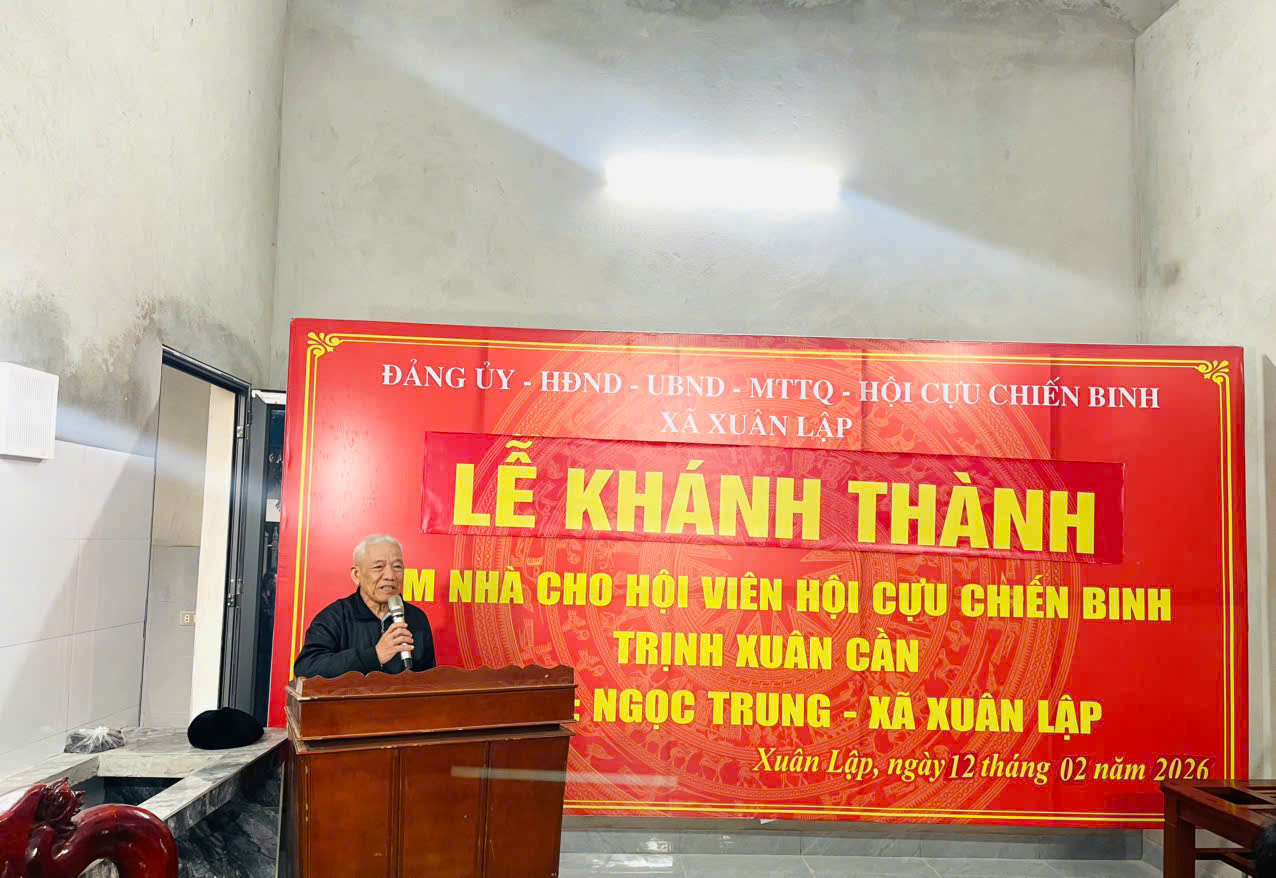 ĐẢNG ỦY - HĐND - UBND - MTTQ - HỘI CỰU CHIẾN BINH
XÃ XUÂN LẬP
LỄ KHÁNH THÀNH
M NHÀ CHO HỘI VIÊN HỘI CỰU CHIẾN BINH
TRỊNH XUÂN CẦN
: NGỌC TRUNG - XÃ XUÂN LẬP
Xuân Lập, ngày 12 tháng 02 năm 2026